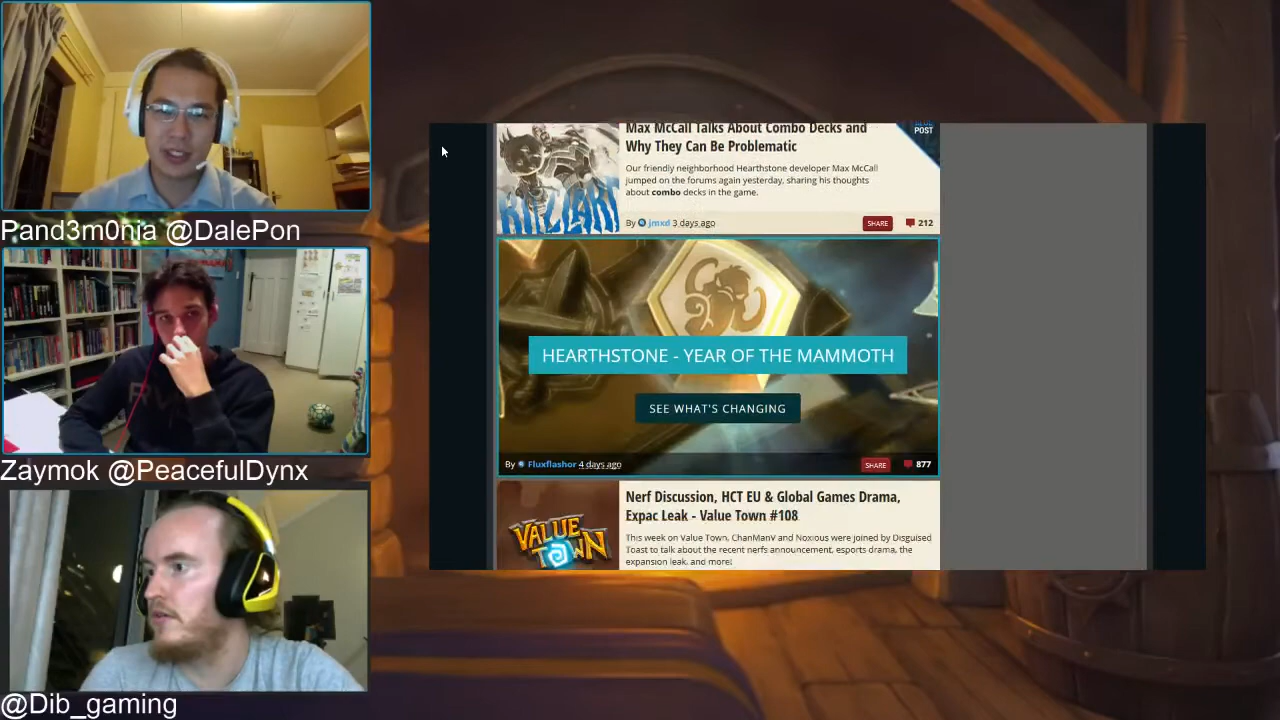 Pand3m0nia @DalePon
Zaymok @PeacefulDynx
@Dib_gaming
Max McCall Talks About Combo Decks and
Why They Can Be Problematic
Our friendly neighborhood Hearthstone developer Max McCall
jumped on the forums again yesterday, sharing his thoughts
about combo decks in the game.
By jmxd 3 days ago
SHARE
212
BLUE
POST
HEARTHSTONE - YEAR OF THE MAMMOTH
SEE WHAT'S CHANGING
By Fluxflashor 4 days ago
SHARE
877
VALUE
TOWN
Nerf Discussion, HCT EU & Global Games Drama,
Expac Leak - Value Town #108
This week on Value Town, ChanManV and Noxious were joined by Disguised
Toast to talk about the recent nerfs announcement, esports drama, the
expansion leak, and more!